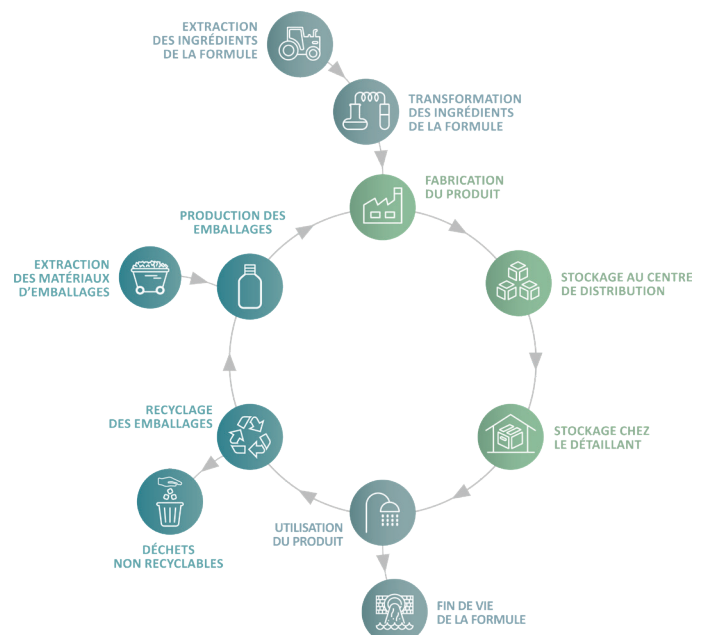 EXTRACTION
DES INGRÉDIENTS
DE LA FORMULE
TRANSFORMATION
DES INGRÉDIENTS
DE LA FORMULE
FABRICATION
DU PRODUIT
PRODUCTION DES
EMBALLAGES
EXTRACTION
DES MATÉRIAUX
D'EMBALLAGES
STOCKAGE AU CENTRE
DE DISTRIBUTION
RECYCLAGE
DES EMBALLAGES
STOCKAGE CHEZ
LE DÉTAILLANT
UTILISATION
DU PRODUIT
DÉCHETS
NON RECYCLABLES
FIN DE VIE
DE LA FORMULE